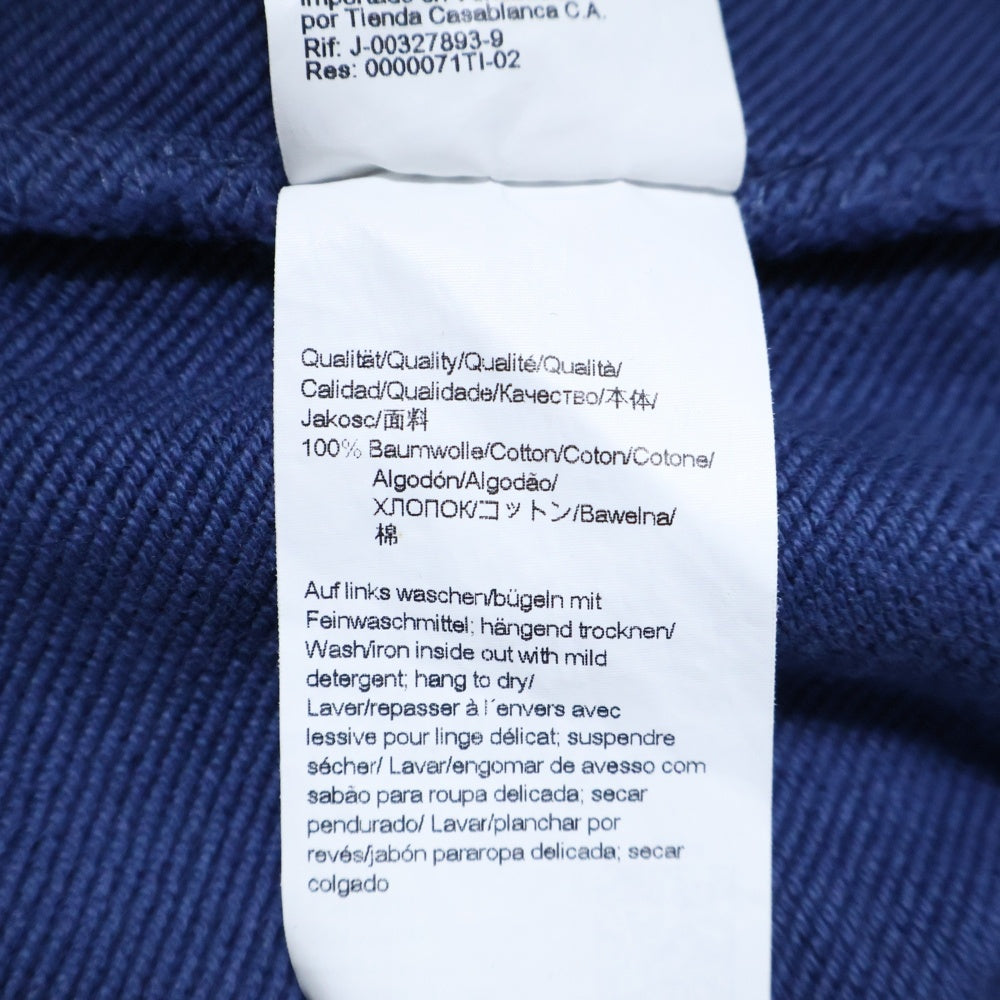 Importado en
por Tienda Casablanca C.A.
Rif: J-00327893-9
Res: 0000071TI-02
Qualität/Quality/Qualité/Qualità/
Calidad/Qualidade/Качество/本体/
Jakosc/面料
100% Baumwolle/Cotton/Coton/Cotone/
Algodón/Algodão/
ХЛОПОК/コットン/Bawelna/
棉
Auf links waschen/bügeln mit
Feinwaschmittel; hängend trocknen/
Wash/iron inside out with mild
detergent; hang to dry/
Laver/repasser à l´envers avec
lessive pour linge délicat; suspendre
sécher/ Lavar/engomar de avesso com
sabão para roupa delicada; secar
pendurado/ Lavar/planchar por
revés/jabón pararopa delicada; secar
colgado